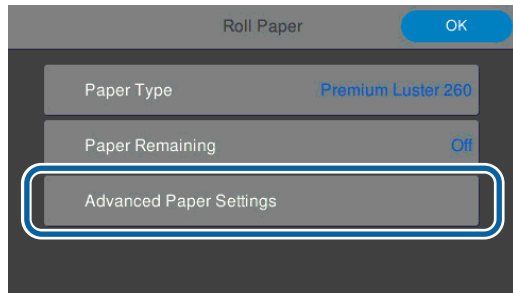 Roll Paper OK
Paper Type Premium Luster 260
Paper Remaining Off
Advanced Paper Settings